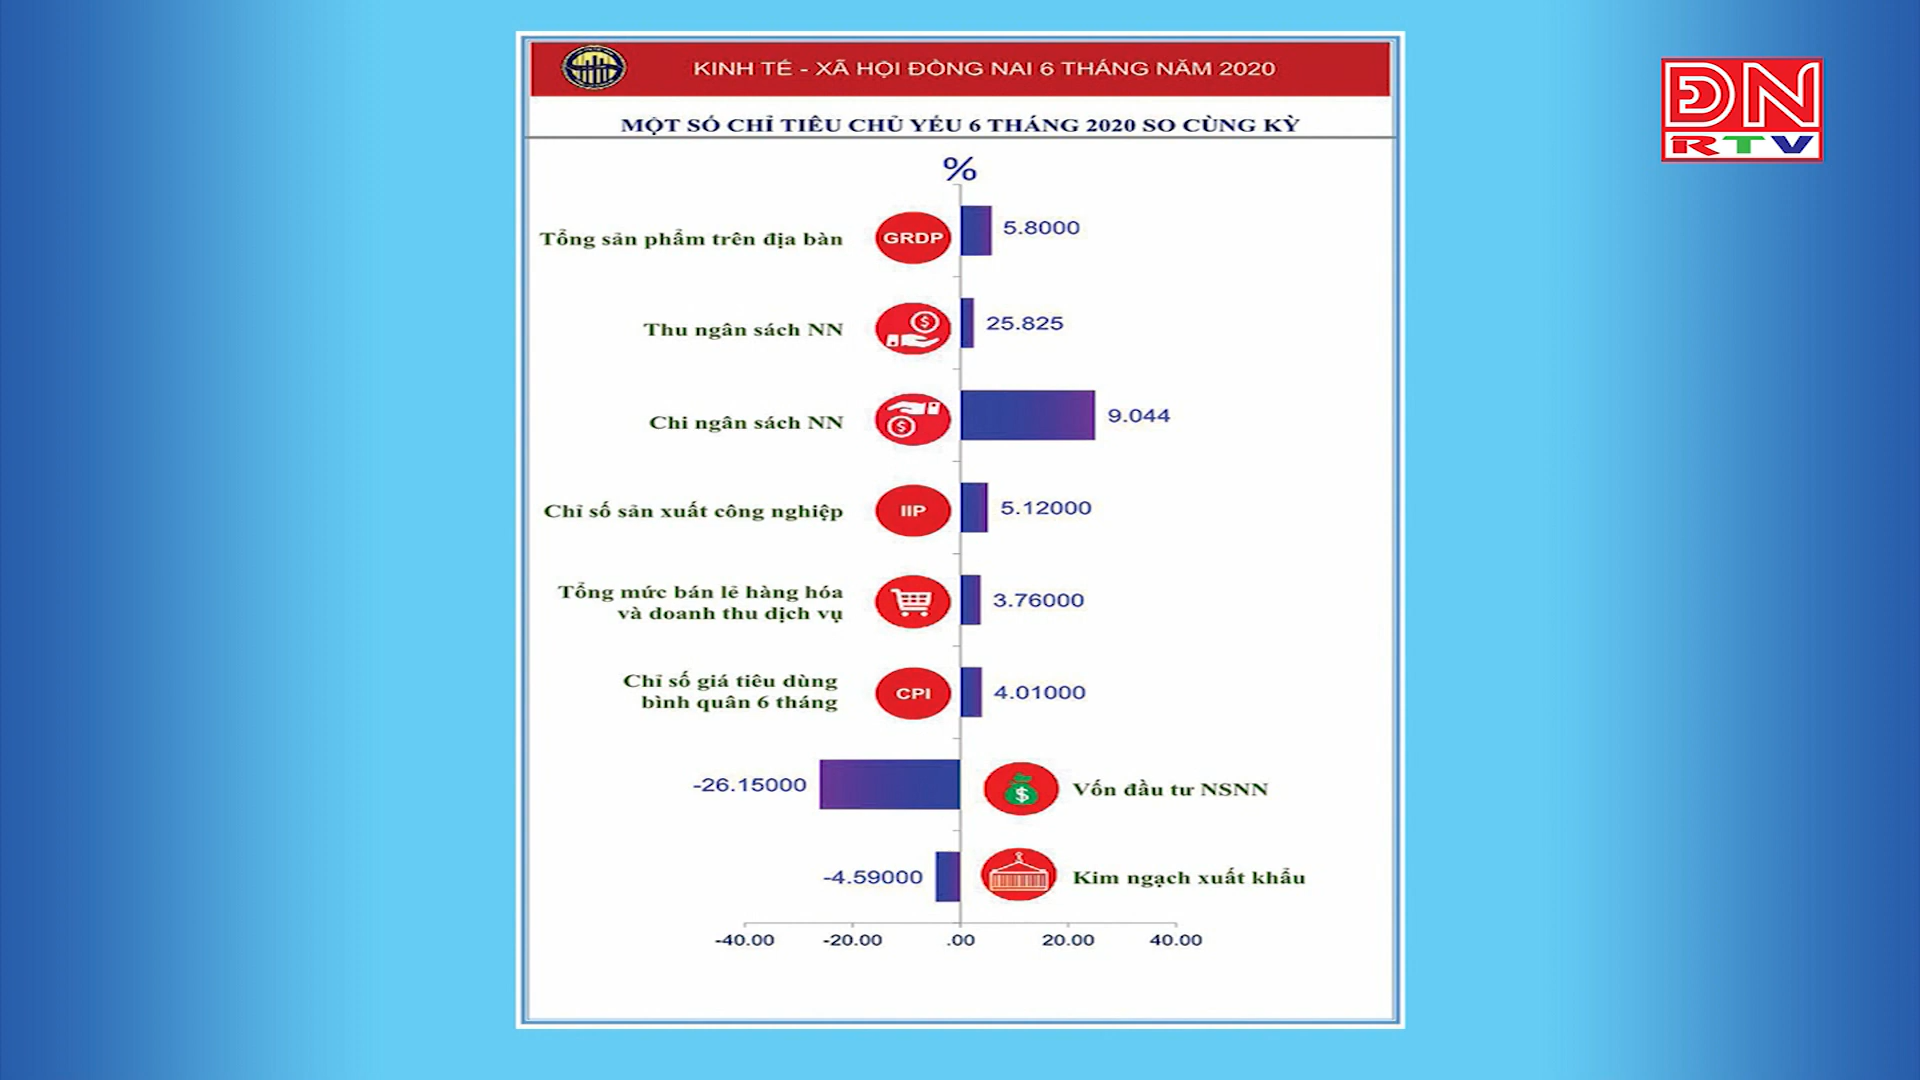 KINH TẾ - XÃ HỘI ĐỒNG NAI 6 THÁNG NĂM 2020
ĐN
RTV
MỘT SỐ CHỈ TIÊU CHỦ YẾU 6 THÁNG 2020 SO CÙNG KỲ
%
Tổng sản phẩm trên địa bàn GRDP 5.8000
Thu ngân sách NN $ 25.825
Chi ngân sách NN $ 9.044
Chỉ số sản xuất công nghiệp IIP 5.12000
Tổng mức bán lẻ hàng hóa
và doanh thu dịch vụ
3.76000
Chỉ số giá tiêu dùng
bình quân 6 tháng
CPI 4.01000
-26.15000 $ Vốn đầu tư NSNN
-4.59000 Kim ngạch xuất khẩu
-40.00 -20.00 .00 20.00 40.00